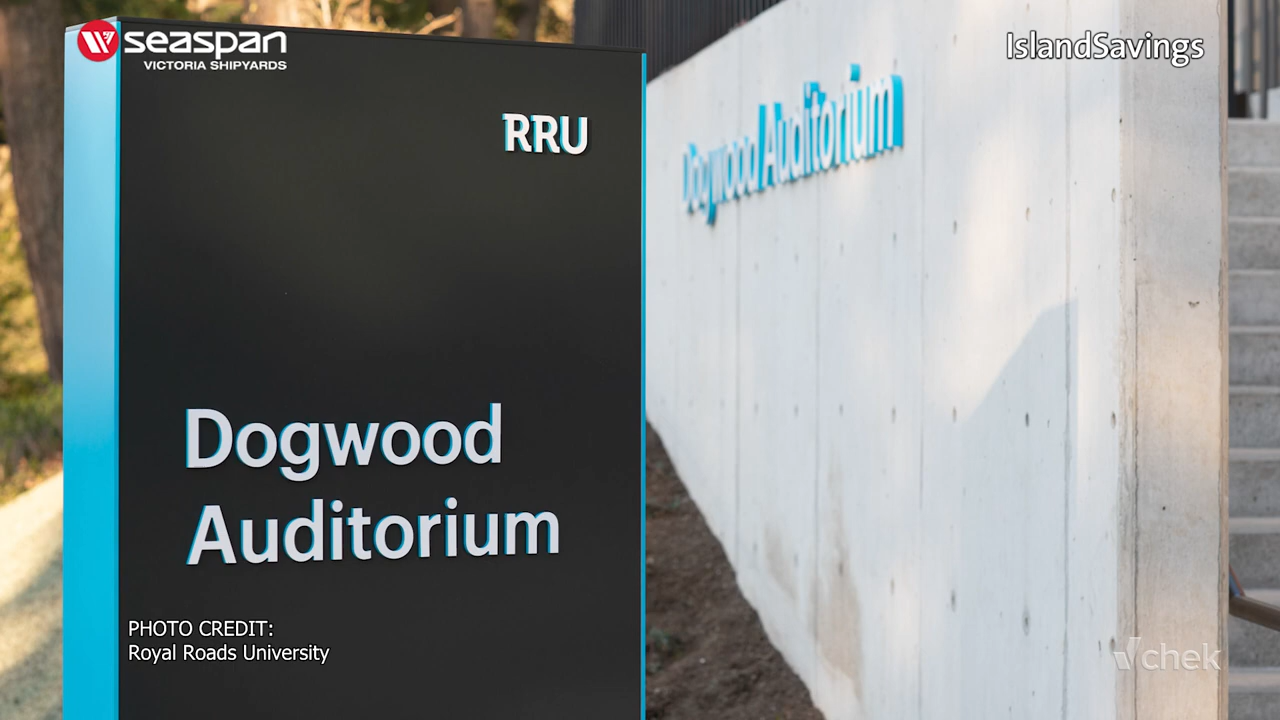 seaspan
VICTORIA SHIPYARDS
IslandSavings
RRU
Dogwood Auditorium
Dogwood
Auditorium
PHOTO CREDIT:
Royal Roads University
chek